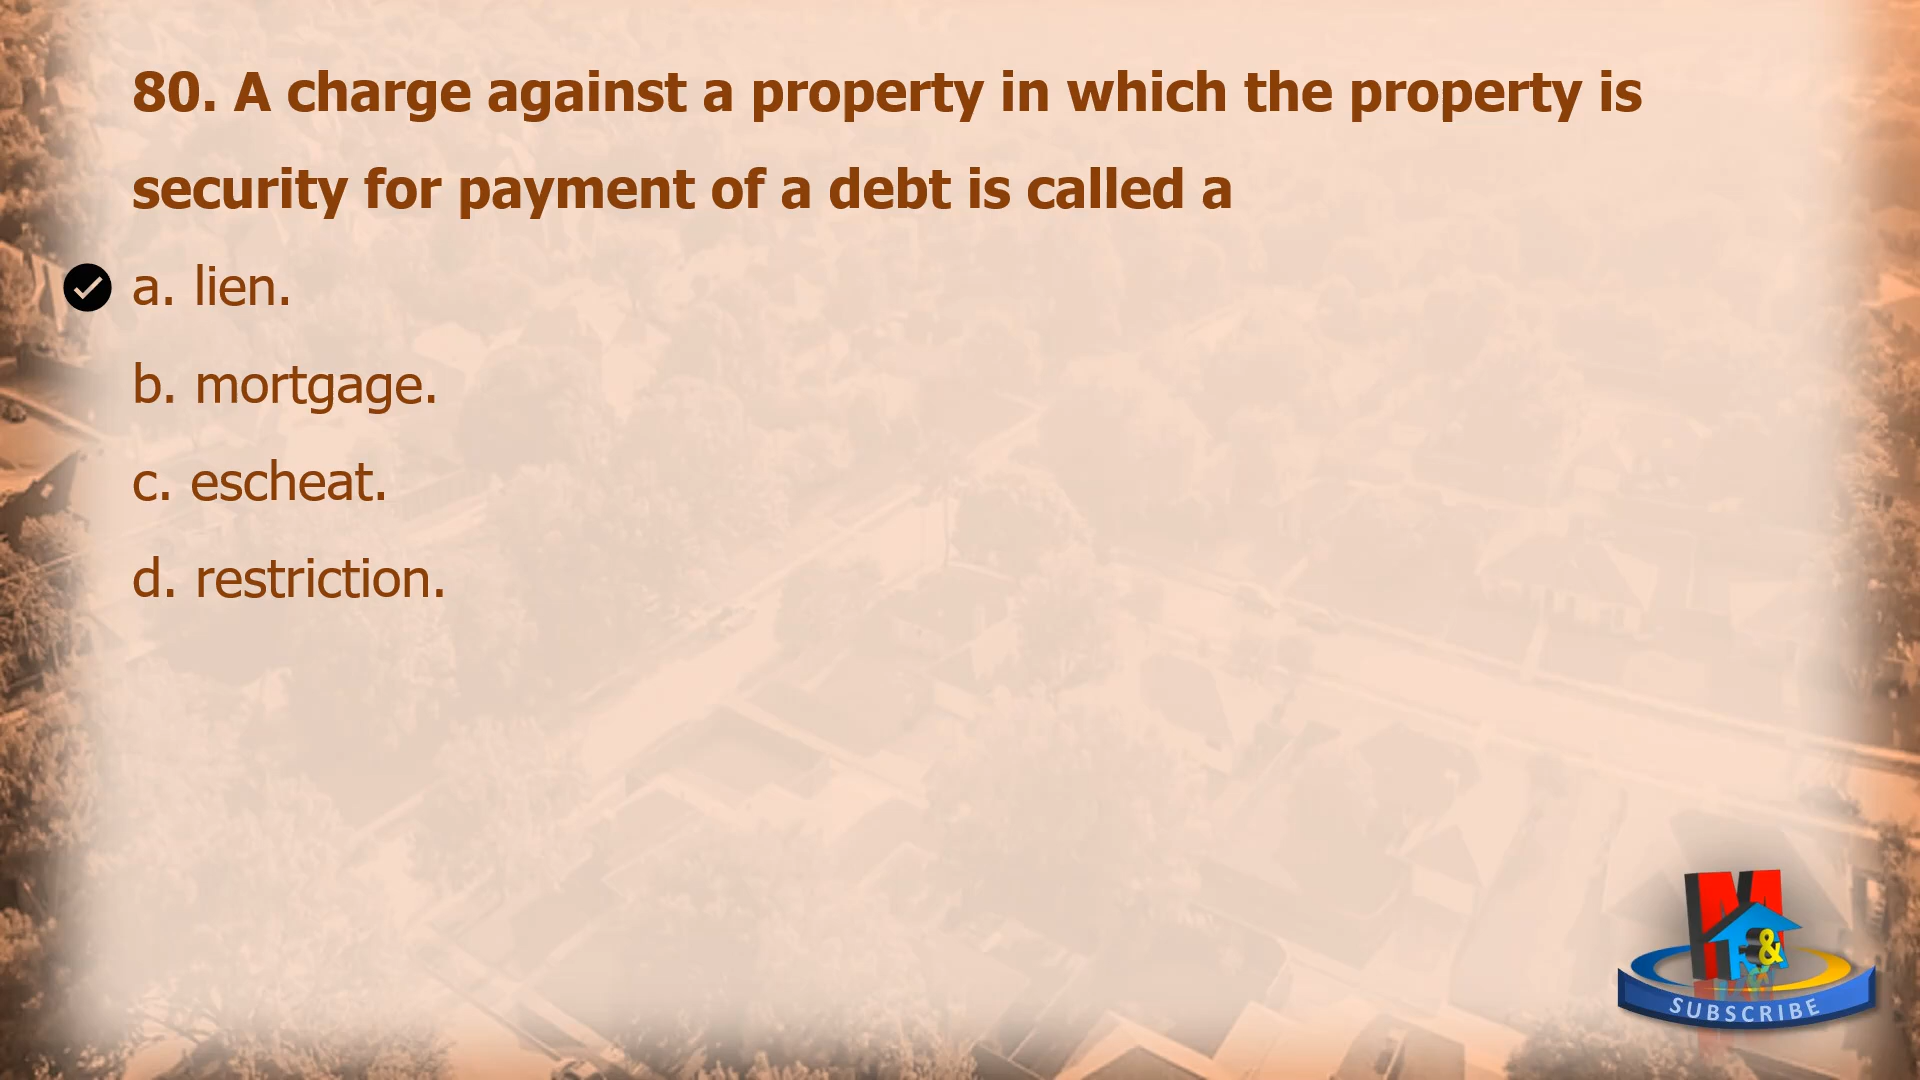 80. A charge against a property in which the property is
security for payment of a debt is called a
a. lien.
b. mortgage.
c. escheat.
d. restriction.
M
&
SUBSCRIBE